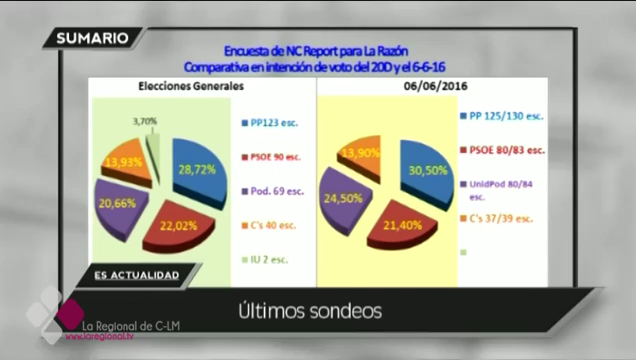 SUMARIO
Encuesta de NC Report para La Razón
Comparativa en intención de voto del 20D y el 6-6-16
Elecciones Generales
3,70%
13,93%
28,72%
20,66%
22,02%
PP123 esc.
PSOE 90 esc.
Pod. 69 esc.
C's 40 esc.
IU 2 esc.
06/06/2016
13,90%
30,50%
24,50%
21,40%
PP 125/130 esc.
PSOE 80/83 esc.
UnidPod 80/84
esc.
C's 37/39 esc.
ES ACTUALIDAD
Últimos sondeos
La Regional de C-LM
www.laregional.tv